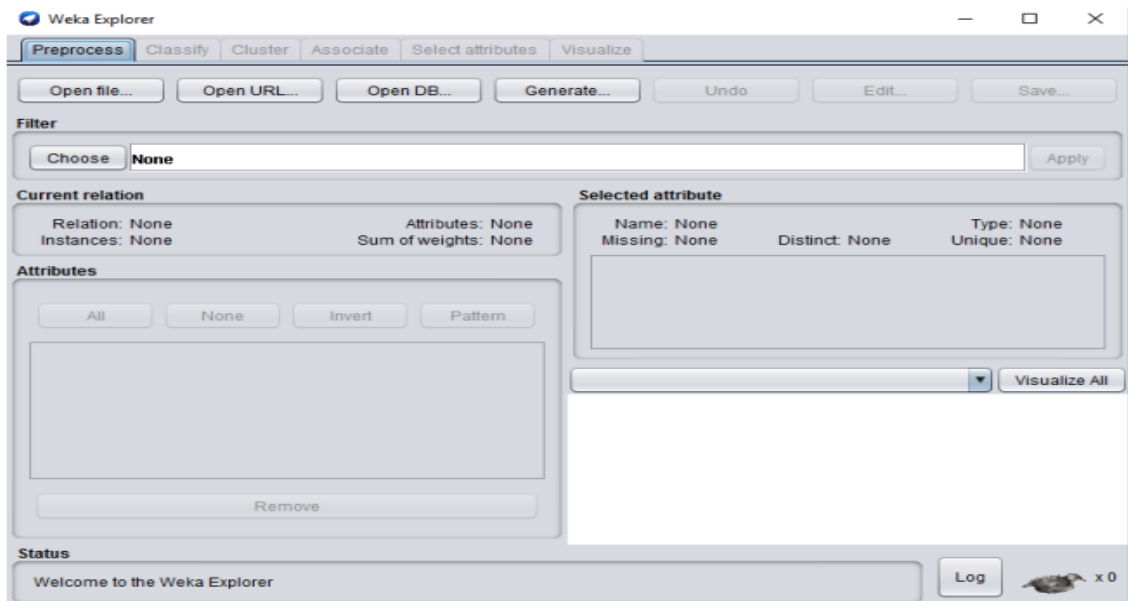 Weka Explorer
Preprocess Classify Cluster Associate Select attributes Visualize
Open file... Open URL... Open DB... Generate... Undo Edit... Save...
Filter
Choose None Apply
Current relation
Relation: None Attributes: None
Instances: None Sum of weights: None
Selected attribute
Name: None Type: None
Missing: None Distinct: None Unique: None
Attributes
All None Invert Pattern
Remove
Visualize All
Status
Welcome to the Weka Explorer
Log x 0